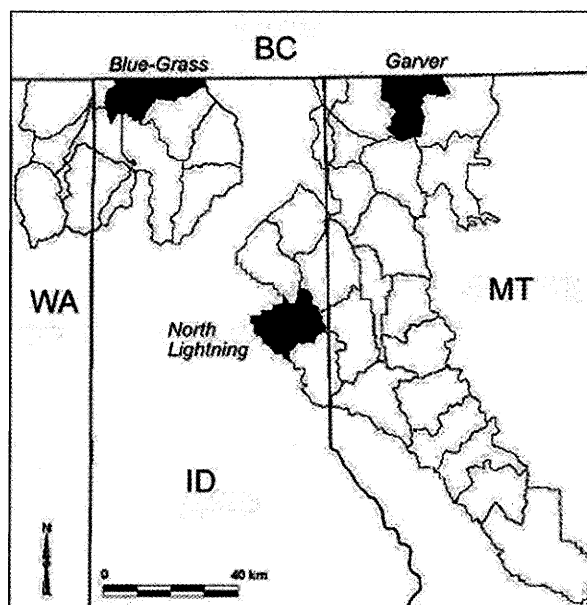 BC
Blue-Grass
Garver
WA
MT
North
Lightning
ID
N
0
40 km